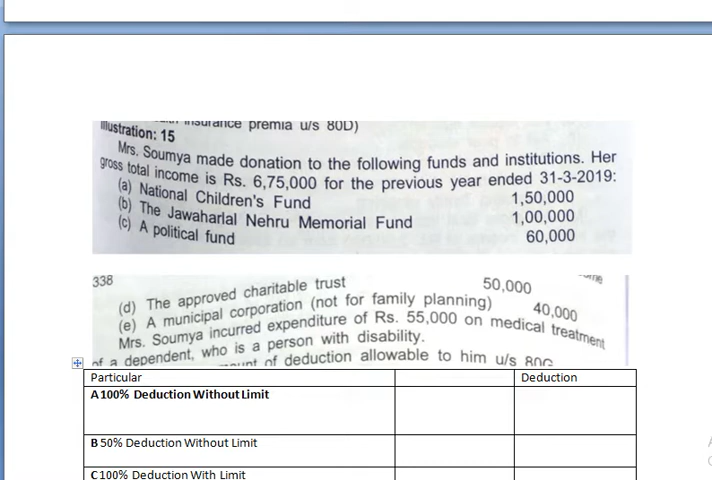 insurance premia u/s 80D)
Illustration: 15
Mrs. Soumya made donation to the following funds and institutions. Her
gross total income is Rs. 6,75,000 for the previous year ended 31-3-2019:
(a) National Children's Fund 1,50,000
(b) The Jawaharlal Nehru Memorial Fund 1,00,000
(c) A political fund 60,000
338
(d) The approved charitable trust 50,000
(e) A municipal corporation (not for family planning) 40,000
Mrs. Soumya incurred expenditure of Rs. 55,000 on medical treatment
of a dependent, who is a person with disability.
of deduction allowable to him u/s 80G
Particular Deduction
A 100% Deduction Without Limit
B 50% Deduction Without Limit
C 100% Deduction With Limit